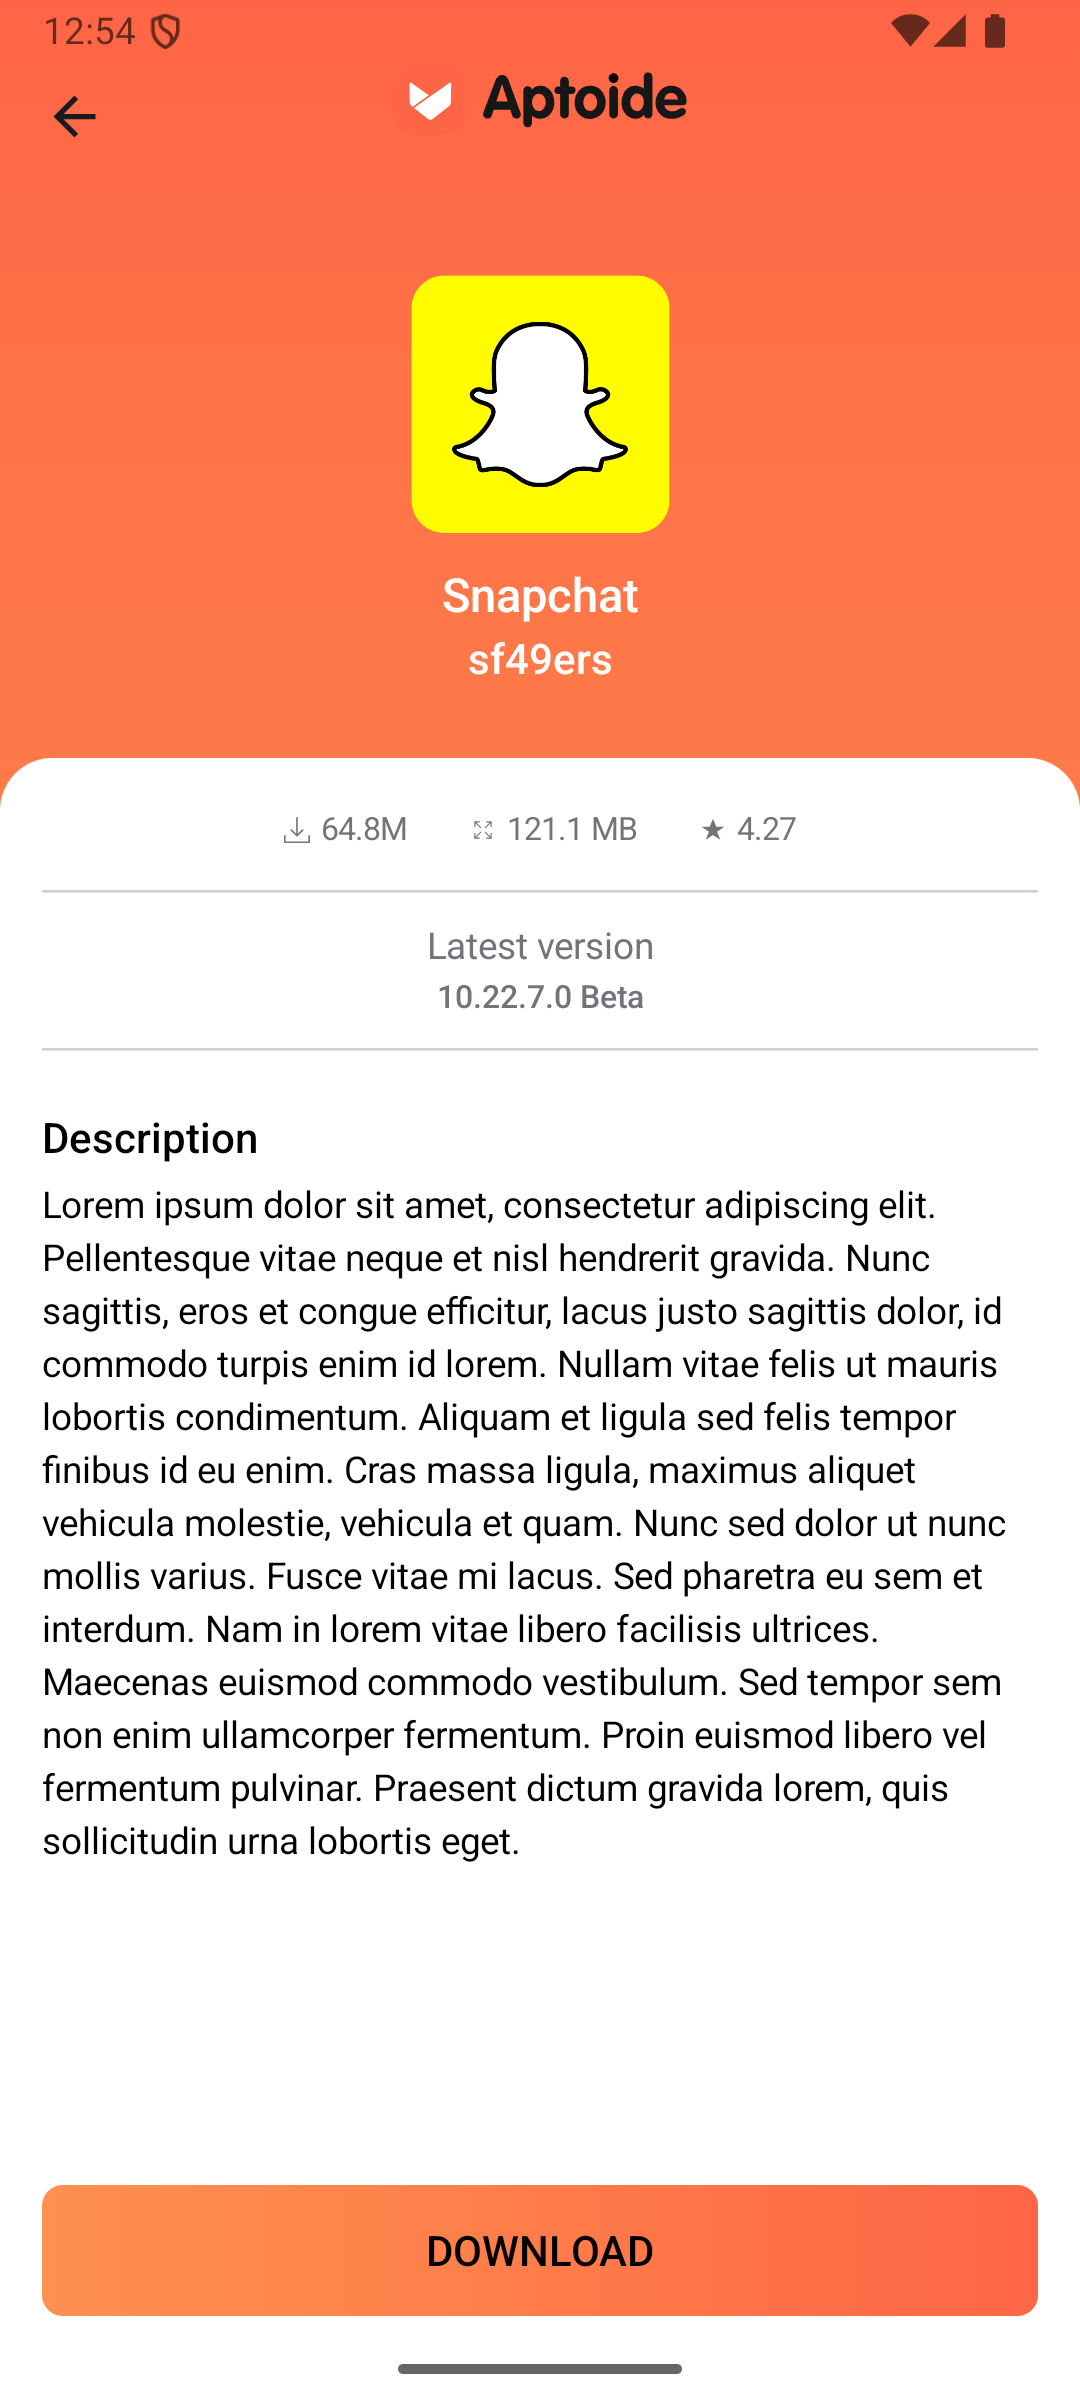 12:54
Aptoide
Snapchat
sf49ers
64.8M 121.1 MB 4.27
Latest version
10.22.7.0 Beta
Description
Lorem ipsum dolor sit amet, consectetur adipiscing elit.
Pellentesque vitae neque et nisl hendrerit gravida. Nunc
sagittis, eros et congue efficitur, lacus justo sagittis dolor, id
commodo turpis enim id lorem. Nullam vitae felis ut mauris
lobortis condimentum. Aliquam et ligula sed felis tempor
finibus id eu enim. Cras massa ligula, maximus aliquet
vehicula molestie, vehicula et quam. Nunc sed dolor ut nunc
mollis varius. Fusce vitae mi lacus. Sed pharetra eu sem et
interdum. Nam in lorem vitae libero facilisis ultrices.
Maecenas euismod commodo vestibulum. Sed tempor sem
non enim ullamcorper fermentum. Proin euismod libero vel
fermentum pulvinar. Praesent dictum gravida lorem, quis
sollicitudin urna lobortis eget.
DOWNLOAD